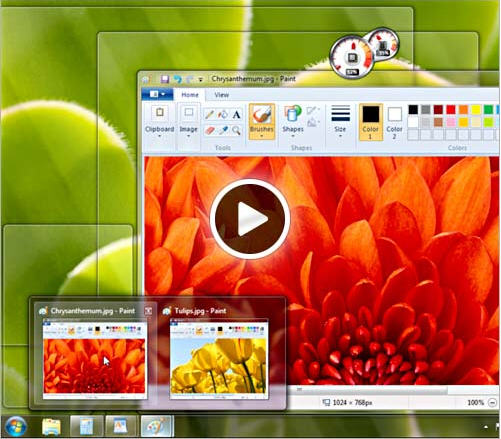 Chrysanthemum.jpg - Paint
Home View
Clipboard Image Tools Brushes Shapes Shapes Size Color 1 Color 2 Colors
A
Chrysanthemum.jpg - Paint Tulips.jpg - Paint
1024 × 768px 100%